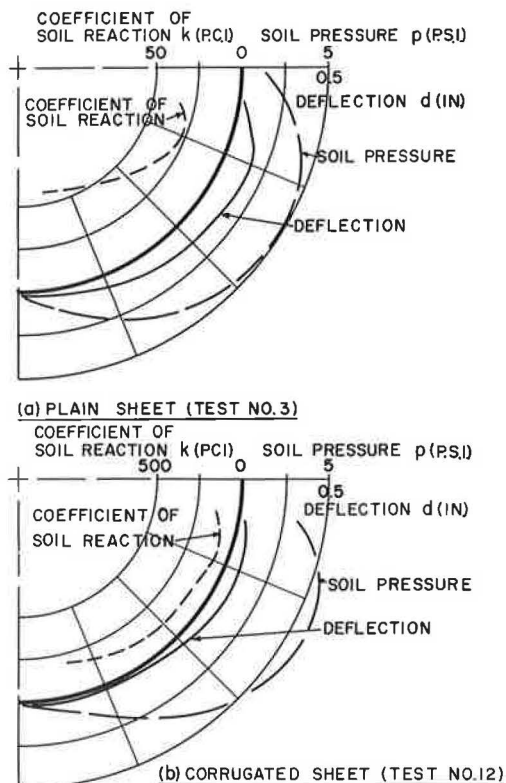 COEFFICIENT OF
SOIL REACTION k (P.C.I) SOIL PRESSURE p (P.S.I)
50 0 5
0.5
DEFLECTION d (IN)
COEFFICIENT OF
SOIL REACTION
SOIL PRESSURE
DEFLECTION
(a) PLAIN SHEET (TEST NO.3)
COEFFICIENT OF
SOIL REACTION k (PCI) SOIL PRESSURE p (P.S.I)
500 0 5
0.5
DEFLECTION d (IN)
COEFFICIENT OF
SOIL REACTION
SOIL PRESSURE
DEFLECTION
(b) CORRUGATED SHEET (TEST NO.12)